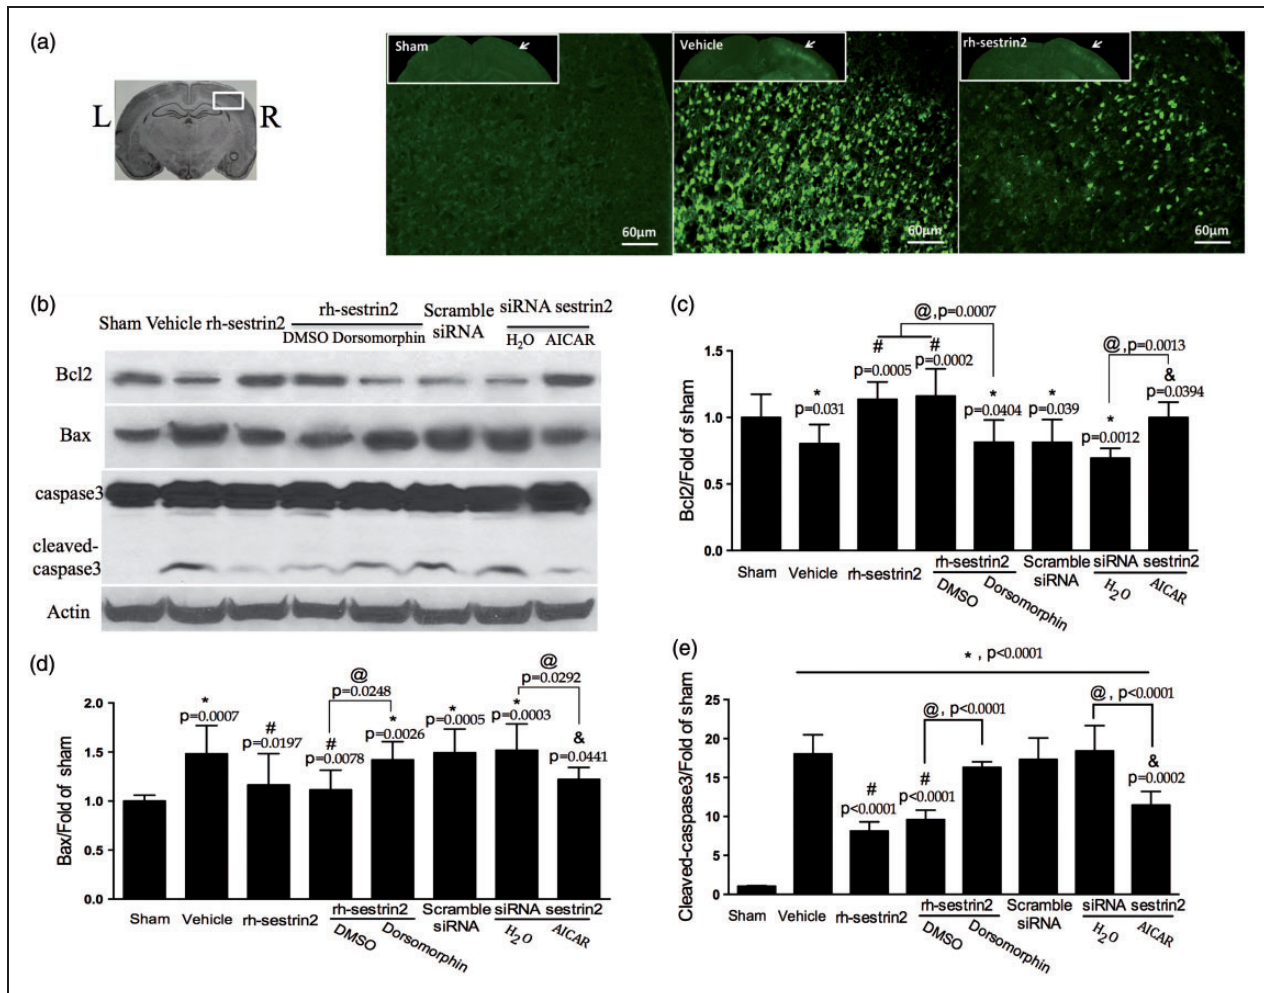 (a)
L
R
Sham
Vehicle
rh-sestrin2
60μm
60μm
60μm
(b)
rh-sestrin2
Scramble
siRNA
siRNA sestrin2
Sham Vehicle rh-sestrin2
DMSO Dorsomorphin
H2O AICAR
Bcl2
Bax
caspase3
cleaved-
caspase3
Actin
(c)
@,p=0.0007
@,p=0.0013
# #
p=0.0005 p=0.0002
&
p=0.0394
* * *
p=0.031 p=0.0404 p=0.039
*
p=0.0012
Bcl2/Fold of sham
1.5
1.0
0.5
0.0
Sham Vehicle rh-sestrin2
rh-sestrin2
DMSO Dorsomorphin
Scramble
siRNA
siRNA sestrin2
H2O AICAR
(d)
@
p=0.0248
@
p=0.0292
*
p=0.0007
#
p=0.0197
#
p=0.0078
*
p=0.0026
*
p=0.0005
*
p=0.0003
&
p=0.0441
Bax/Fold of sham
2.0
1.5
1.0
0.5
0.0
Sham Vehicle rh-sestrin2
rh-sestrin2
DMSO Dorsomorphin
Scramble
siRNA
siRNA sestrin2
H2O AICAR
(e)
* , p<0.0001
@ , p<0.0001
@ , p<0.0001
#
p<0.0001
#
p<0.0001
&
p=0.0002
Cleaved-caspase3/Fold of sham
25
20
15
10
5
0
Sham Vehicle rh-sestrin2
rh-sestrin2
DMSO Dorsomorphin
Scramble
siRNA
siRNA sestrin2
H2O AICAR